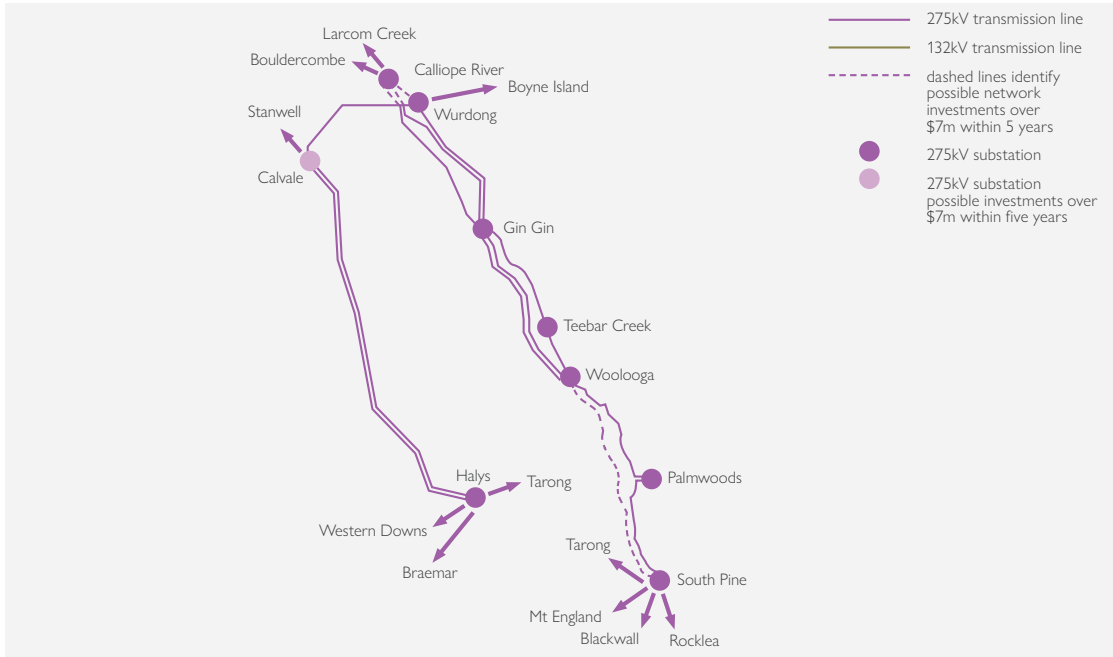 Larcom Creek
Bouldercombe
Calliope River
Boyne Island
Stanwell
Wurdong
Calvale
Gin Gin
Teebar Creek
Woolooga
Halys
Tarong
Palmwoods
Western Downs
Tarong
Braemar
South Pine
Mt England
Blackwall
Rocklea
275kV transmission line
132kV transmission line
dashed lines identify
possible network
investments over
$7m within 5 years
275kV substation
275kV substation
possible investments over
$7m within five years